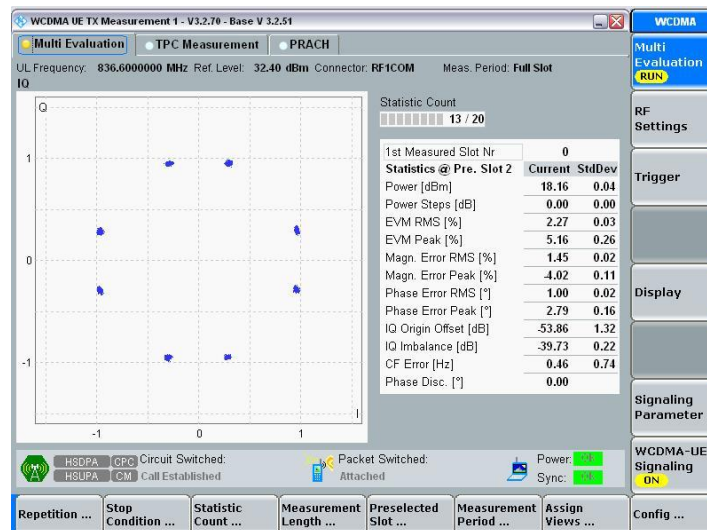 WCDMA UE TX Measurement 1 - V3.2.70 - Base V 3.2.51
WCDMA
Multi Evaluation
TPC Measurement
PRACH
Multi
Evaluation
RUN
UL Frequency: 836.6000000 MHz Ref. Level: 32.40 dBm Connector: RF1COM Meas. Period: Full Slot
IQ
Q
1
0
-1
-1 0 1
I
Statistic Count
13 / 20
1st Measured Slot Nr 0
Statistics @ Pre. Slot 2 Current StdDev
Power [dBm] 18.16 0.04
Power Steps [dB] 0.00 0.00
EVM RMS [%] 2.27 0.03
EVM Peak [%] 5.16 0.26
Magn. Error RMS [%] 1.45 0.02
Magn. Error Peak [%] -4.02 0.11
Phase Error RMS [°] 1.00 0.02
Phase Error Peak [°] 2.79 0.16
IQ Origin Offset [dB] -53.86 1.32
IQ Imbalance [dB] -39.73 0.22
CF Error [Hz] 0.46 0.74
Phase Disc. [°] 0.00
RF
Settings
Trigger
Display
Signaling
Parameter
WCDMA-UE
Signaling
ON
HSDPA CPC Circuit Switched:
HSUPA CM Call Established
Packet Switched:
Attached
Power:
Sync:
Repetition ...
Stop
Condition ...
Statistic
Count ...
Measurement
Length ...
Preselected
Slot ...
Measurement
Period ...
Assign
Views ...
Config ...